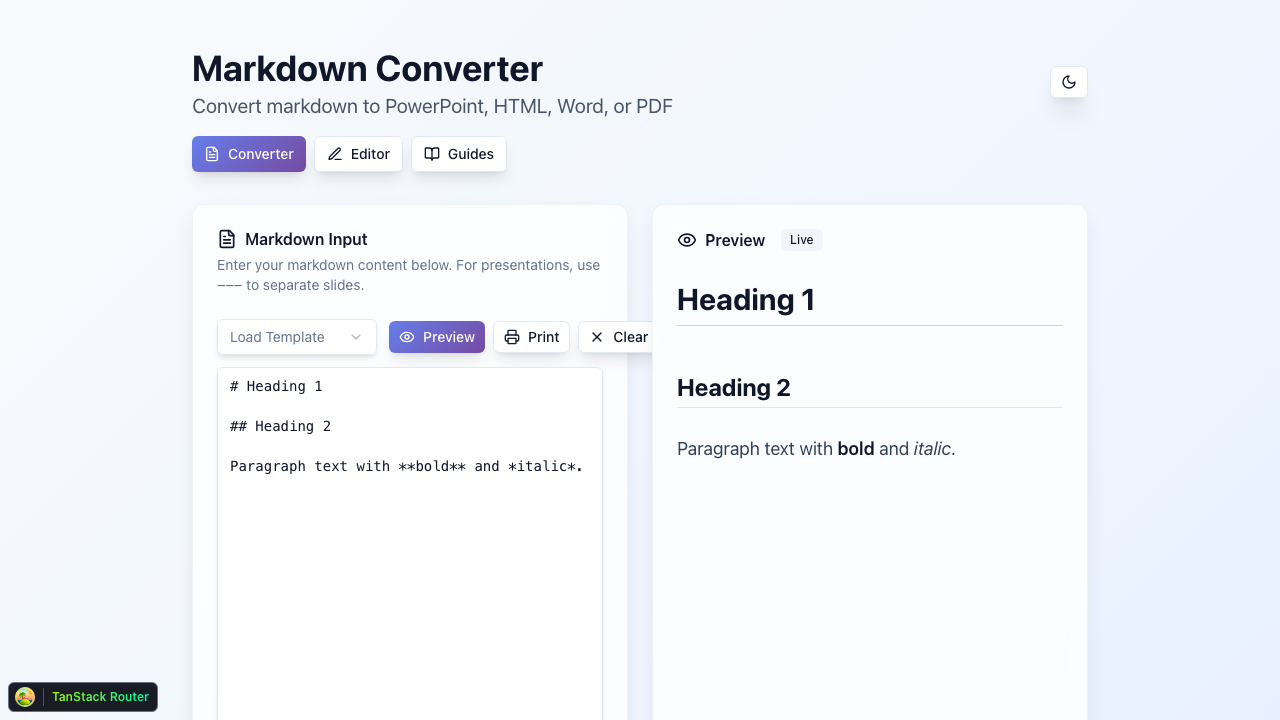 Markdown Converter
Convert markdown to PowerPoint, HTML, Word, or PDF
Converter
Editor
Guides
Markdown Input
Enter your markdown content below. For presentations, use
--- to separate slides.
Load Template
Preview
Print
Clear
# Heading 1
## Heading 2
Paragraph text with **bold** and *italic*.
Preview
Live
Heading 1
Heading 2
Paragraph text with bold and italic.
TanStack Router